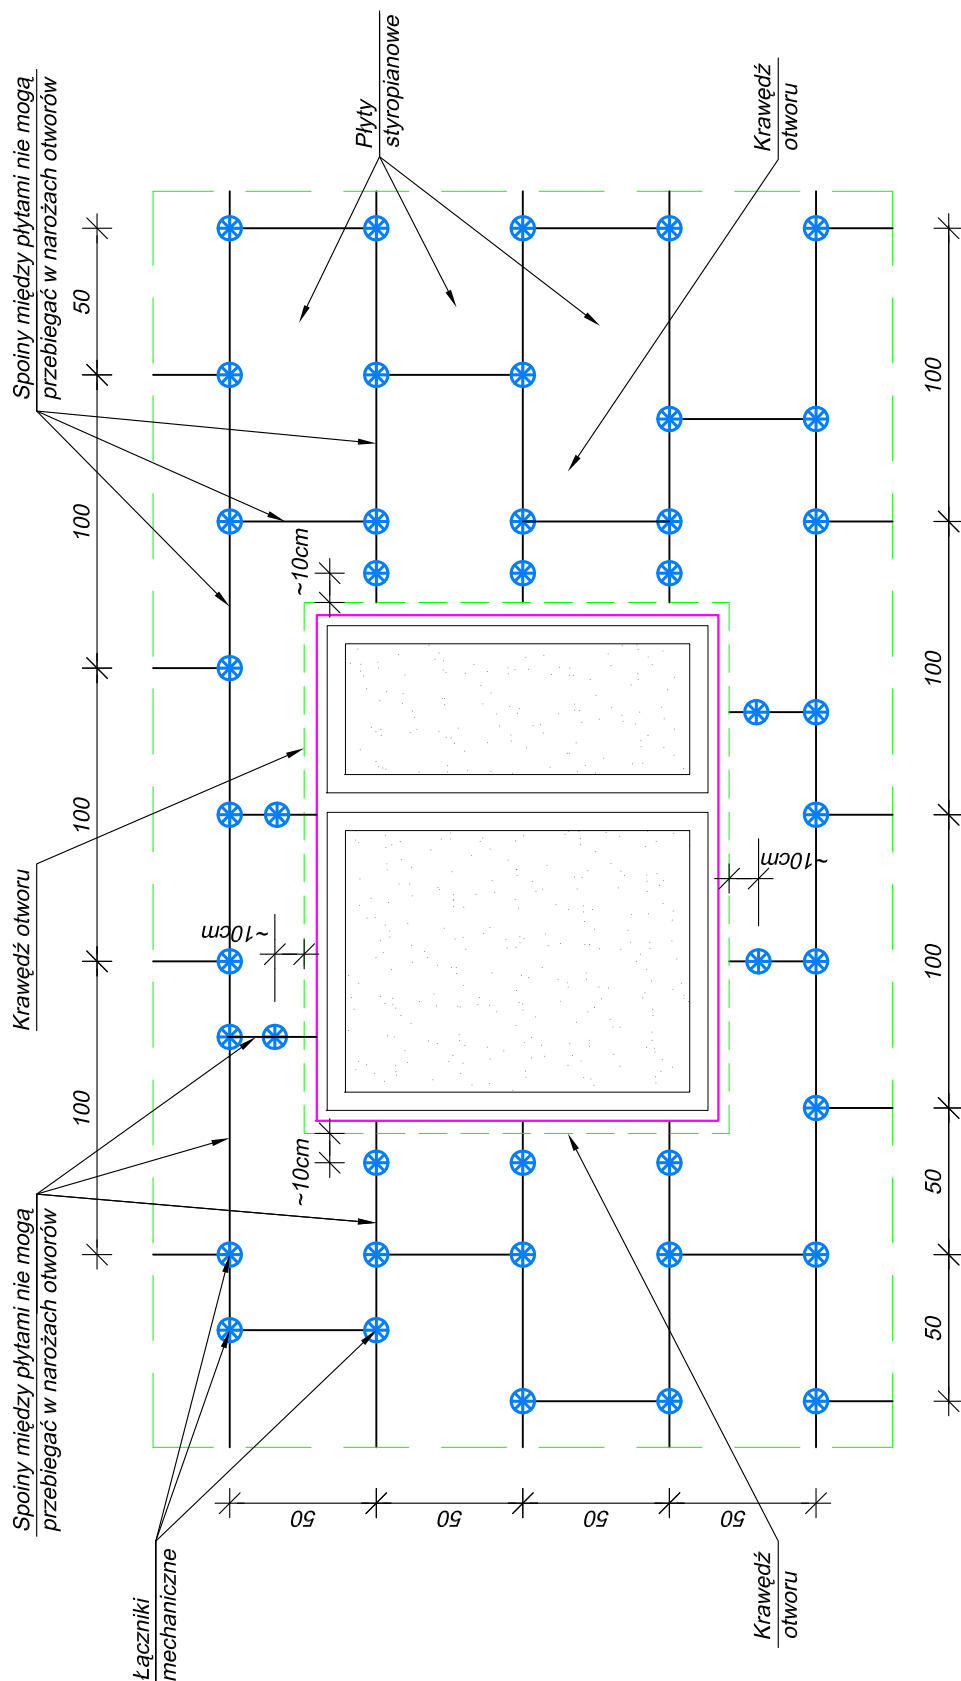 Spoiny między płytami nie mogą
przebiegać w narożach otworów
Krawędź otworu
Spoiny między płytami nie mogą
przebiegać w narożach otworów
100
100
100
50
Łączniki
mechaniczne
Płyty
styropianowe
~10cm
~10cm
~10cm
~10cm
50
50
50
50
Krawędź
otworu
Krawędź
otworu
50
50
100
100
100